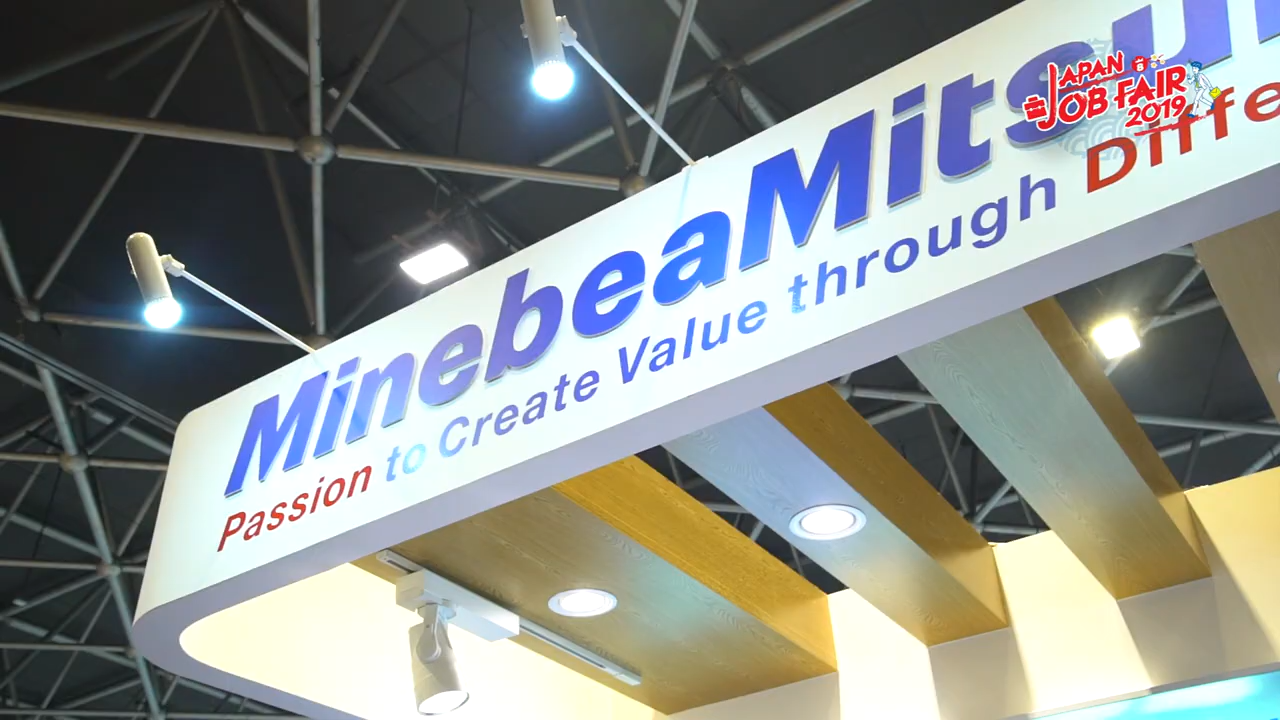 MinebeaMitsu
Passion to Create Value through Diffe
JAPAN
JOB FAIR
2019